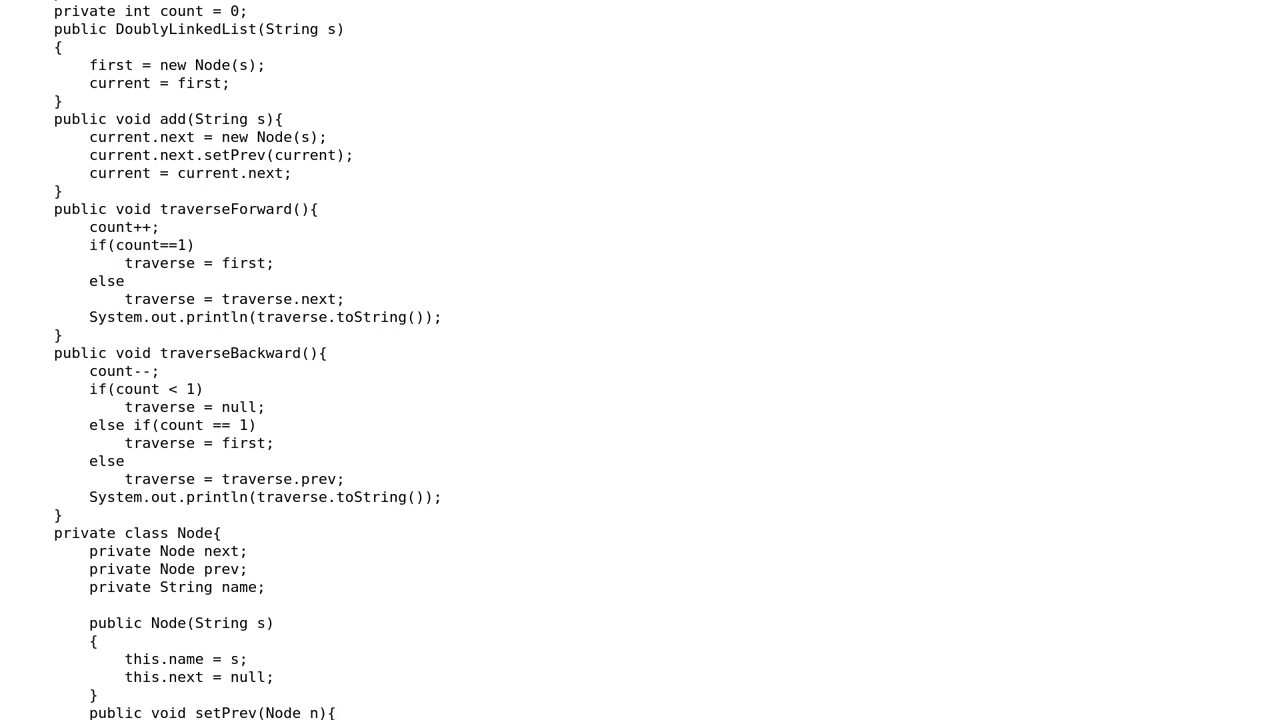 private int count = 0;
public DoublyLinkedList(String s)
{
first = new Node(s);
current = first;
}
public void add(String s){
current.next = new Node(s);
current.next.setPrev(current);
current = current.next;
}
public void traverseForward(){
count++;
if(count==1)
traverse = first;
else
traverse = traverse.next;
System.out.println(traverse.toString());
}
public void traverseBackward(){
count--;
if(count < 1)
traverse = null;
else if(count == 1)
traverse = first;
else
traverse = traverse.prev;
System.out.println(traverse.toString());
}
private class Node{
private Node next;
private Node prev;
private String name;
public Node(String s)
{
this.name = s;
this.next = null;
}
public void setPrev(Node n){